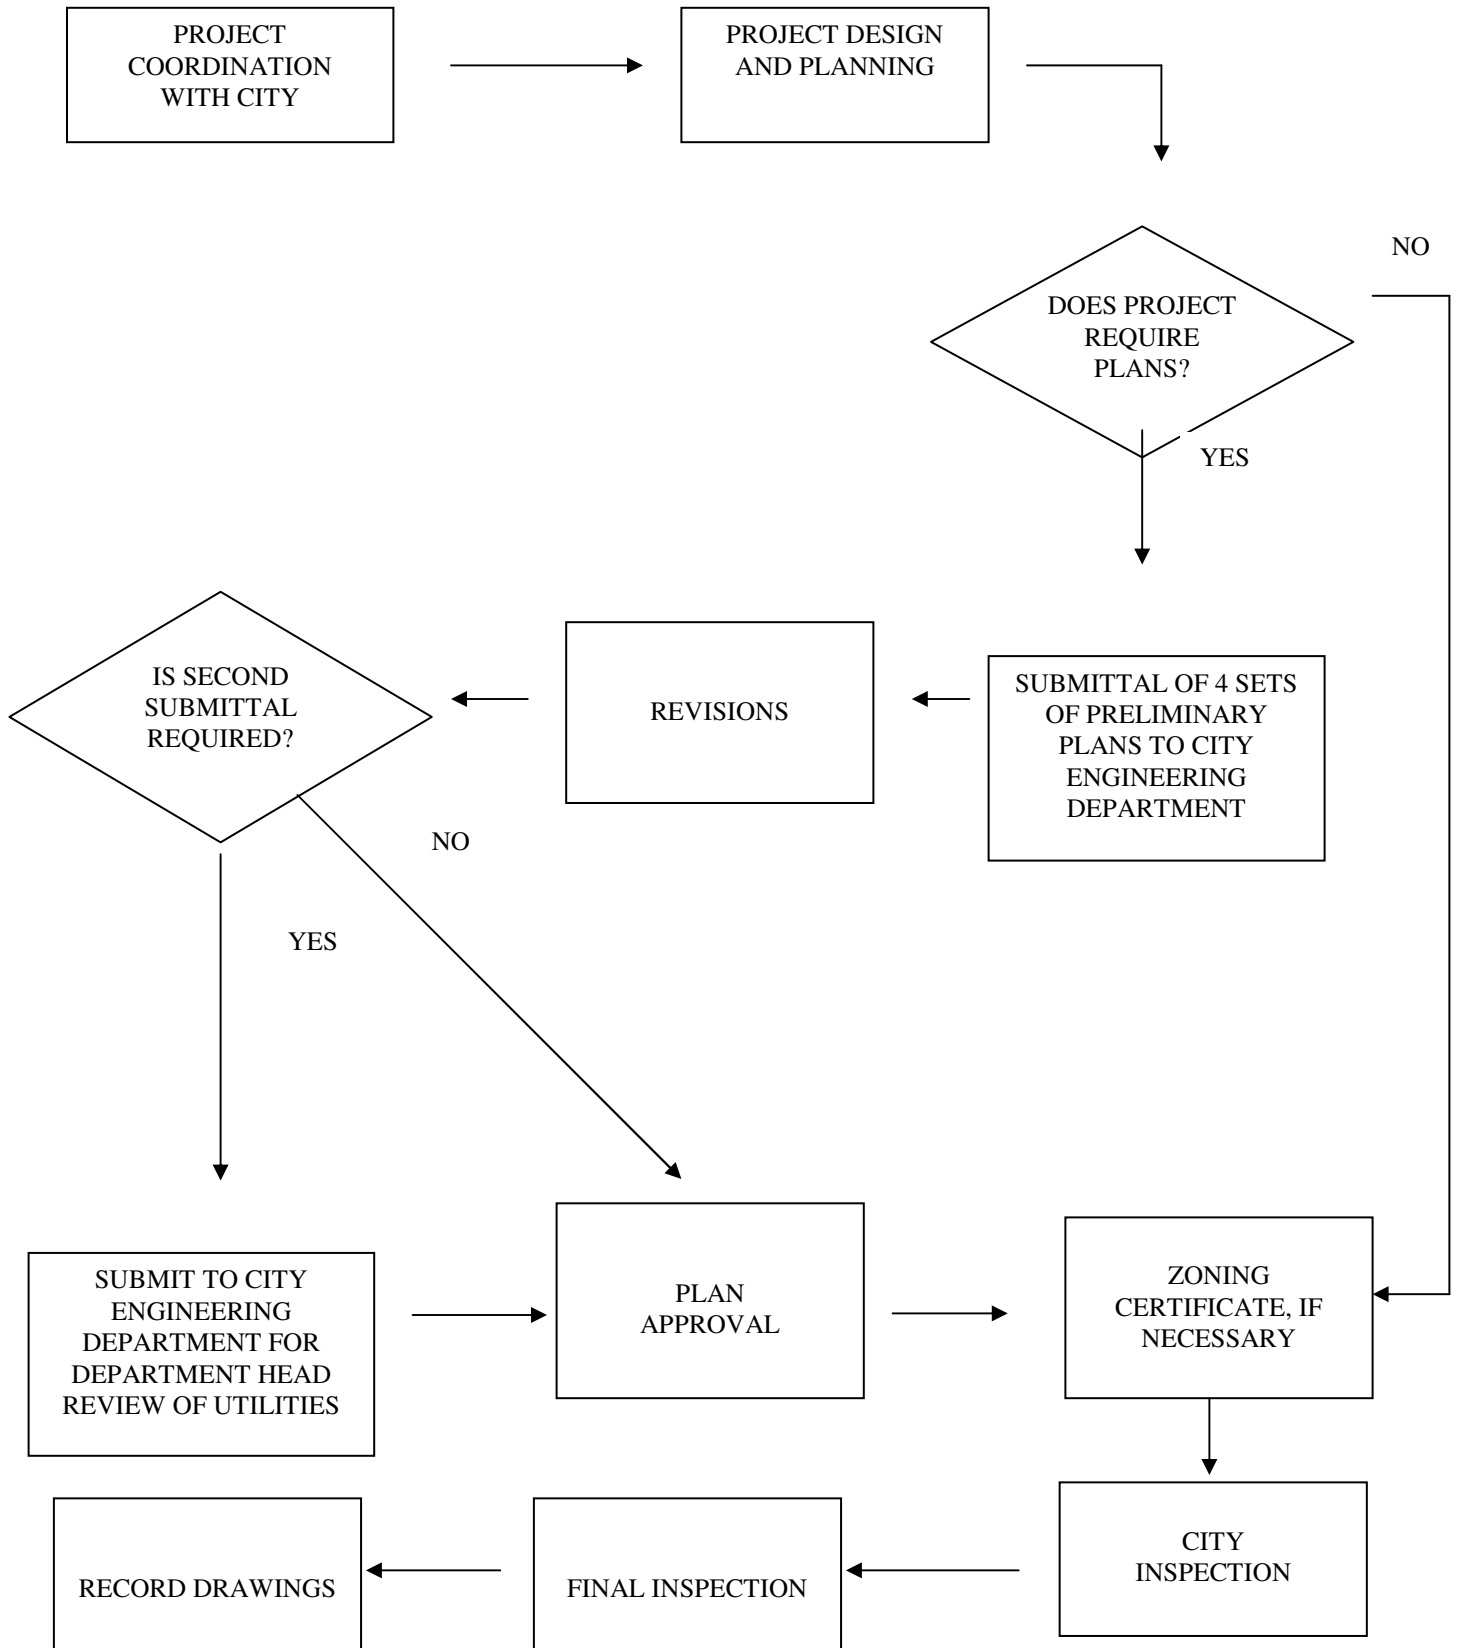 PROJECT
COORDINATION
WITH CITY
PROJECT DESIGN
AND PLANNING
NO
DOES PROJECT
REQUIRE
PLANS?
YES
SUBMITTAL OF 4 SETS
OF PRELIMINARY
PLANS TO CITY
ENGINEERING
DEPARTMENT
REVISIONS
IS SECOND
SUBMITTAL
REQUIRED?
NO
YES
SUBMIT TO CITY
ENGINEERING
DEPARTMENT FOR
DEPARTMENT HEAD
REVIEW OF UTILITIES
PLAN
APPROVAL
ZONING
CERTIFICATE, IF
NECESSARY
CITY
INSPECTION
FINAL INSPECTION
RECORD DRAWINGS